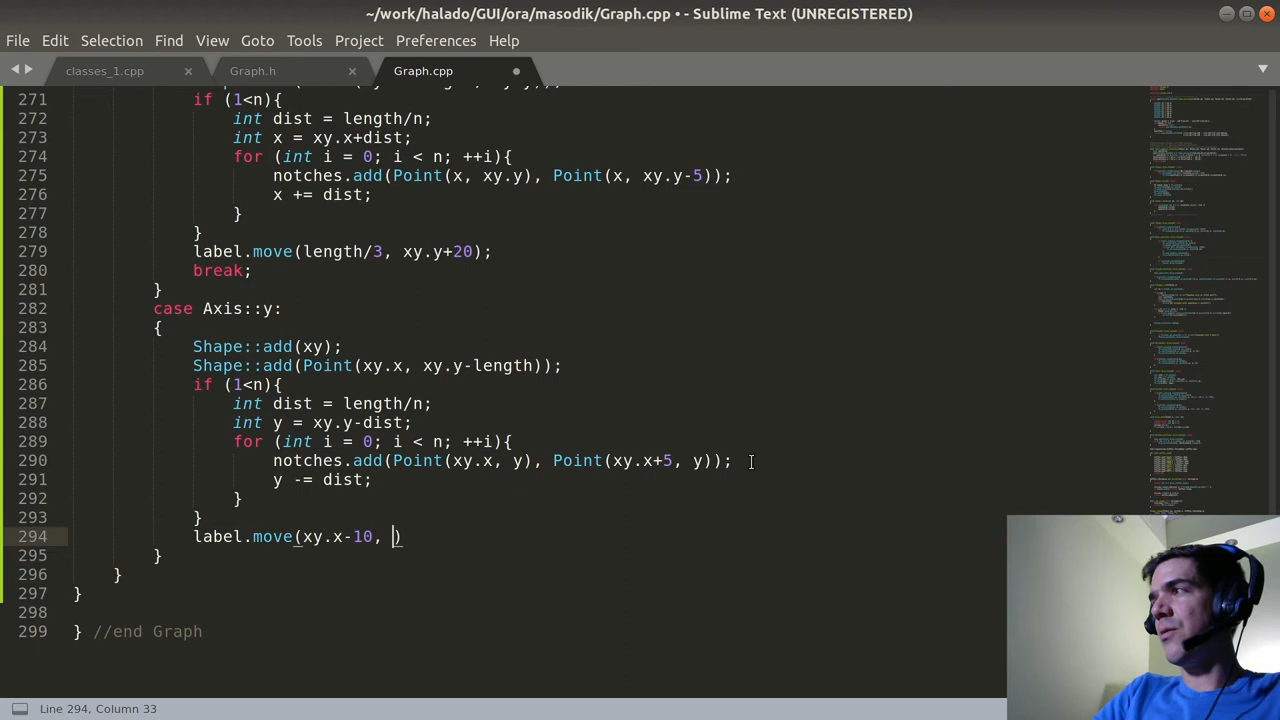 ~/work/halado/GUI/ora/masodik/Graph.cpp • - Sublime Text (UNREGISTERED)
File Edit Selection Find View Goto Tools Project Preferences Help
classes_1.cpp Graph.h Graph.cpp
271 if (1<n){
272 int dist = length/n;
273 int x = xy.x+dist;
274 for (int i = 0; i < n; ++i){
275 notches.add(Point(x, xy.y), Point(x, xy.y-5));
276 x += dist;
277 }
278 }
279 label.move(length/3, xy.y+20);
280 break;
281 }
282 case Axis::y:
283 {
284 Shape::add(xy);
285 Shape::add(Point(xy.x, xy.y-length));
286 if (1<n){
287 int dist = length/n;
288 int y = xy.y-dist;
289 for (int i = 0; i < n; ++i){
290 notches.add(Point(xy.x, y), Point(xy.x+5, y));
291 y -= dist;
292 }
293 }
294 label.move(xy.x-10, )
295 }
296 }
297 }
298
299 } //end Graph
Line 294, Column 33